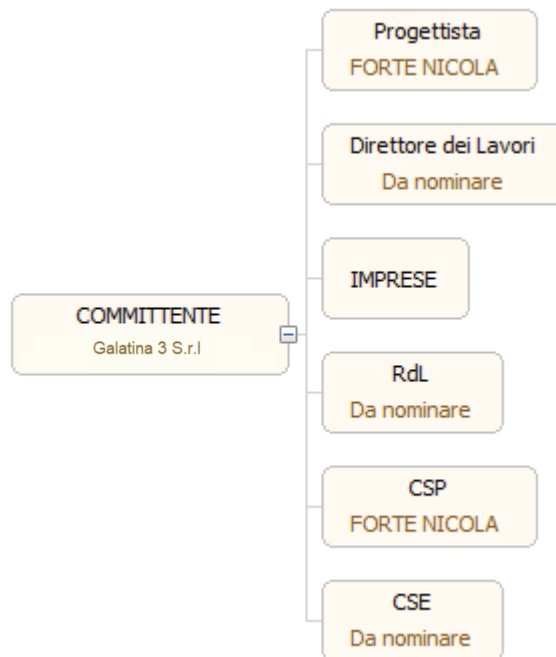 Progettista
FORTE NICOLA
Direttore dei Lavori
Da nominare
IMPRESE
COMMITTENTE
Galatina 3 S.r.l
RdL
Da nominare
CSP
FORTE NICOLA
CSE
Da nominare